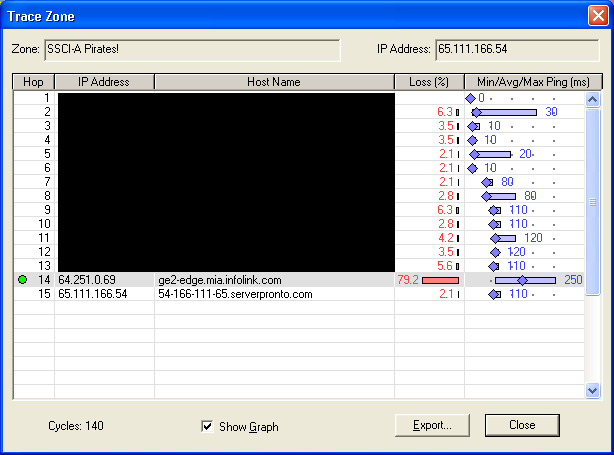 Trace Zone
Zone: SSCI-A Pirates! IP Address: 65.111.166.54
Hop IP Address Host Name Loss (%) Min/Avg/Max Ping (ms)
1 0
2 6.3 30
3 3.5 10
4 3.5 10
5 2.1 20
6 2.1 10
7 2.1 80
8 2.8 80
9 6.3 110
10 2.8 110
11 4.2 120
12 3.5 120
13 5.6 110
14 64.251.0.69 ge2-edge.mia.infolink.com 79.2 250
15 65.111.166.54 54-166-111-65.serverpronto.com 2.1 110
Cycles: 140 Show Graph Export... Close